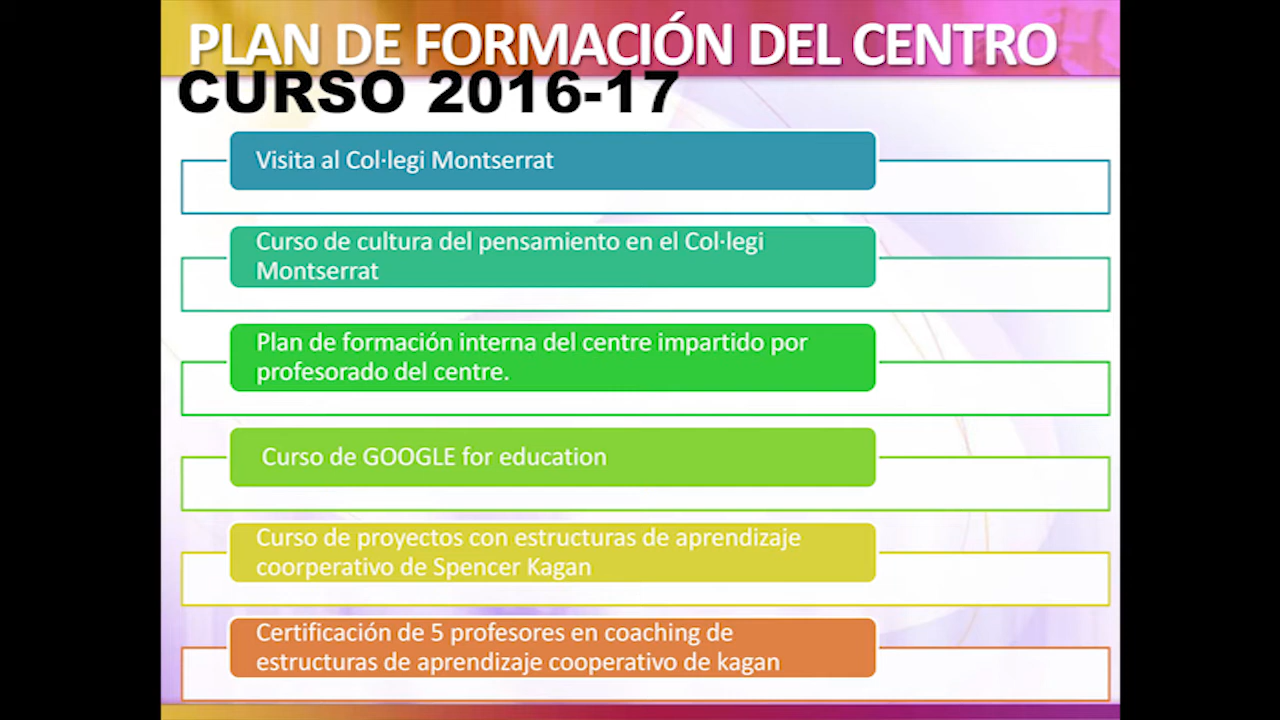 PLAN DE FORMACIÓN DEL CENTRO
CURSO 2016-17
Visita al Col·legi Montserrat
Curso de cultura del pensamiento en el Col·legi
Montserrat
Plan de formación interna del centre impartido por
profesorado del centre.
Curso de GOOGLE for education
Curso de proyectos con estructuras de aprendizaje
coorperativo de Spencer Kagan
Certificación de 5 profesores en coaching de
estructuras de aprendizaje cooperativo de kagan